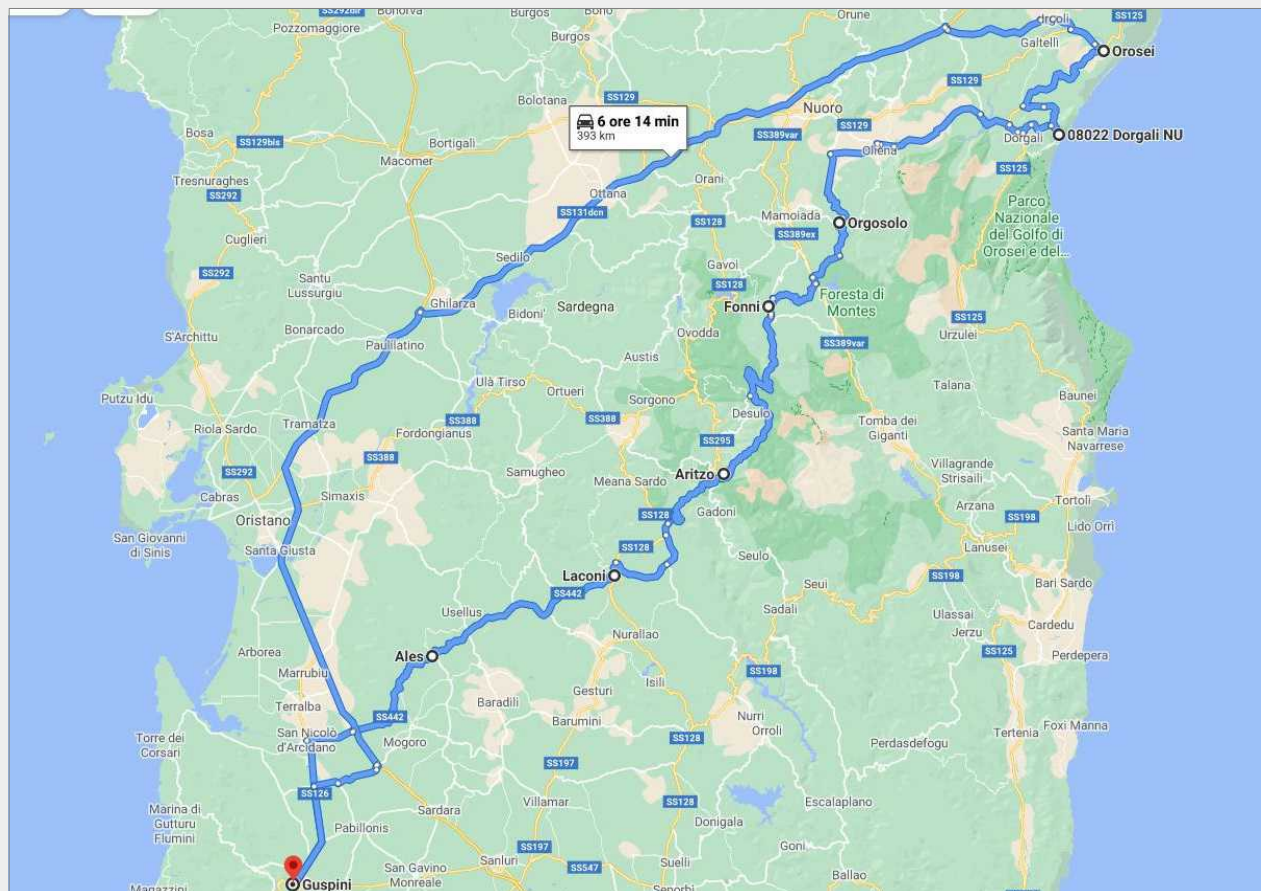 SS292dir
Bonorva
Burgos
Bono
Orune
drcoli
SS125
Pozzomaggiore
Burgos
Galtellì
Orosei
SS129
Bolotana
SS129
Nuoro
6 ore 14 min
393 km
Bosa
SS129bis
Bortigali
SS389var
SS129
Dorgali
08022 Dorgali NU
Macomer
Oliena
Tresnuraghes
Orani
SS125
SS292
Ottana
Parco
Nazionale
del Golfo di
Orosei e del...
SS131dcn
SS128
Mamoiada
Orgosolo
Cuglieri
SS389ex
Sedilo
Gavoi
SS292
Santu
Lussurgiu
SS128
Foresta di
Montes
Ghilarza
Sardegna
Fonni
Bidoni'
SS125
S'Archittu
Bonarcado
Ovodda
Urzulei
Paulilatino
Austis
SS389var
Ulà Tirso
Ortueri
Talana
Baunei
Putzu Idu
Sorgono
Desulo
Tramatza
SS388
SS388
Tomba dei
Giganti
Riola Sardo
Fordongianus
Santa Maria
Navarrese
SS295
SS292
SS388
Samugheo
Aritzo
Villagrande
Strisaili
Cabras
Simaxis
Meana Sardo
Tortolì
Gadoni
Arzana
Oristano
SS128
SS198
Lido Orrì
San Giovanni
di Sinis
Santa Giusta
SS128
Seulo
Lanusei
Laconi
SS198
Bari Sardo
Seui
SS442
Usellus
Sadali
Ulassai
Cardedu
Nurallao
Jerzu
Arborea
Ales
SS125
Perdepera
Marrubiu
SS198
Gesturi
Isili
Baradili
Terralba
SS442
Barumini
Nurri
Foxi Manna
San Nicolò
d'Arcidano
Orroli
Torre dei
Corsari
Mogoro
SS128
Perdasdefogu
Tertenia
SS197
SS126
Escalaplano
Marina di
Gutturu
Flumini
Sardara
Villamar
SS128
Donigala
Pabillonis
Goni
San Gavino
Monreale
Sanluri
SS197
Suelli
SS547
Guspini
Ballao
Magazzini
Senorbì
SS125